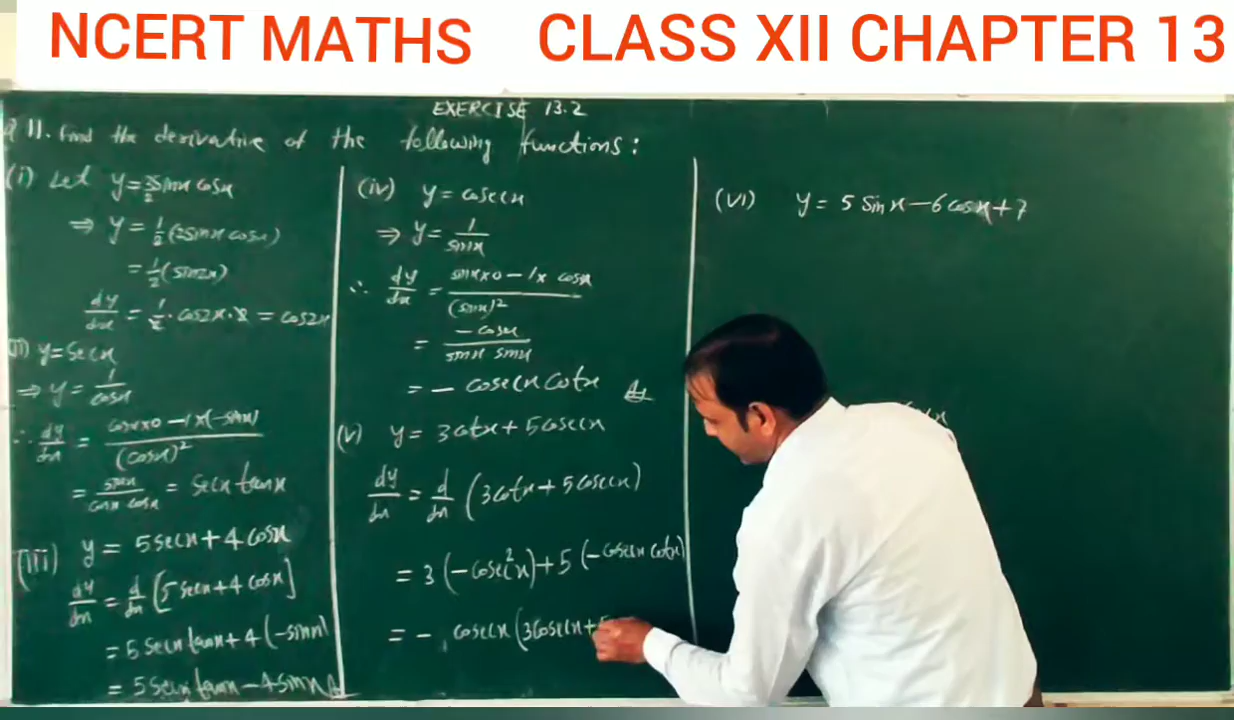 NCERT MATHS CLASS XII CHAPTER 13
EXERCISE 13.2
Q 11. Find the derivative of the following functions:
(i) Let y = sinx cosx
⇒ y = 1/2 (2sinx cosx)
= 1/2 (sin2x)
dy/dx = 1/2 · cos2x · 2 = cos2x
(ii) y = secx
⇒ y = 1/cosx
∴ dy/dx = cosx×0 − 1×(−sinx) / (cosx)²
= sinx / cosx cosx = secx tanx
(iii) y = 5secx + 4cosx
dy/dx = d/dx [5secx + 4cosx]
= 5secx tanx + 4(−sinx)
= 5secx tanx − 4sinx
(iv) y = cosecx
⇒ y = 1/sinx
∴ dy/dx = sinx×0 − 1× cosx / (sinx)²
= −cosx / sinx sinx
= − cosecx cotx
(v) y = 3cotx + 5cosecx
dy/dx = d/dx (3cotx + 5cosecx)
= 3(−cosec²x) + 5(−cosecx cotx)
= − cosecx (3cosecx +
(vi) y = 5 Sinx − 6 cosx + 7